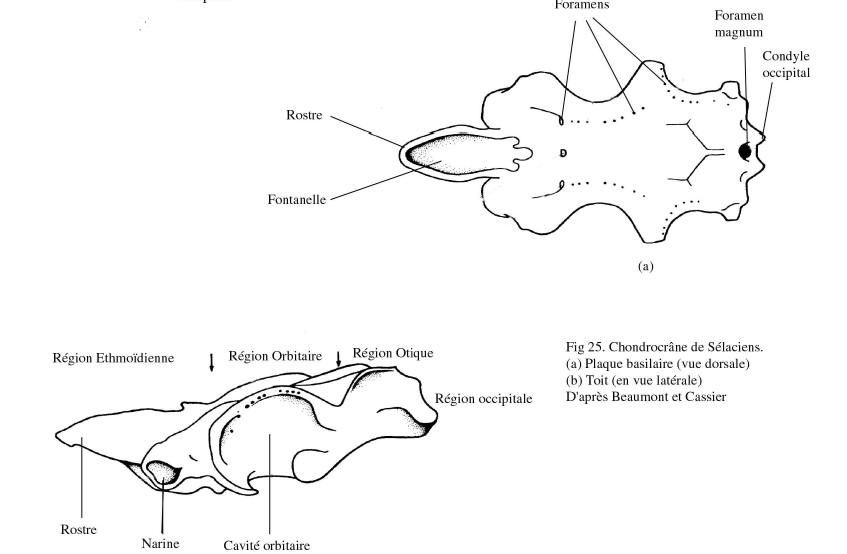 Foramens
Foramen
magnum
Condyle
occipital
Rostre
Fontanelle
D
(a)
Région Ethmoïdienne
Région Orbitaire
Région Otique
Région occipitale
Fig 25. Chondrocrâne de Sélaciens.
(a) Plaque basilaire (vue dorsale)
(b) Toit (en vue latérale)
D'après Beaumont et Cassier
Rostre
Narine
Cavité orbitaire